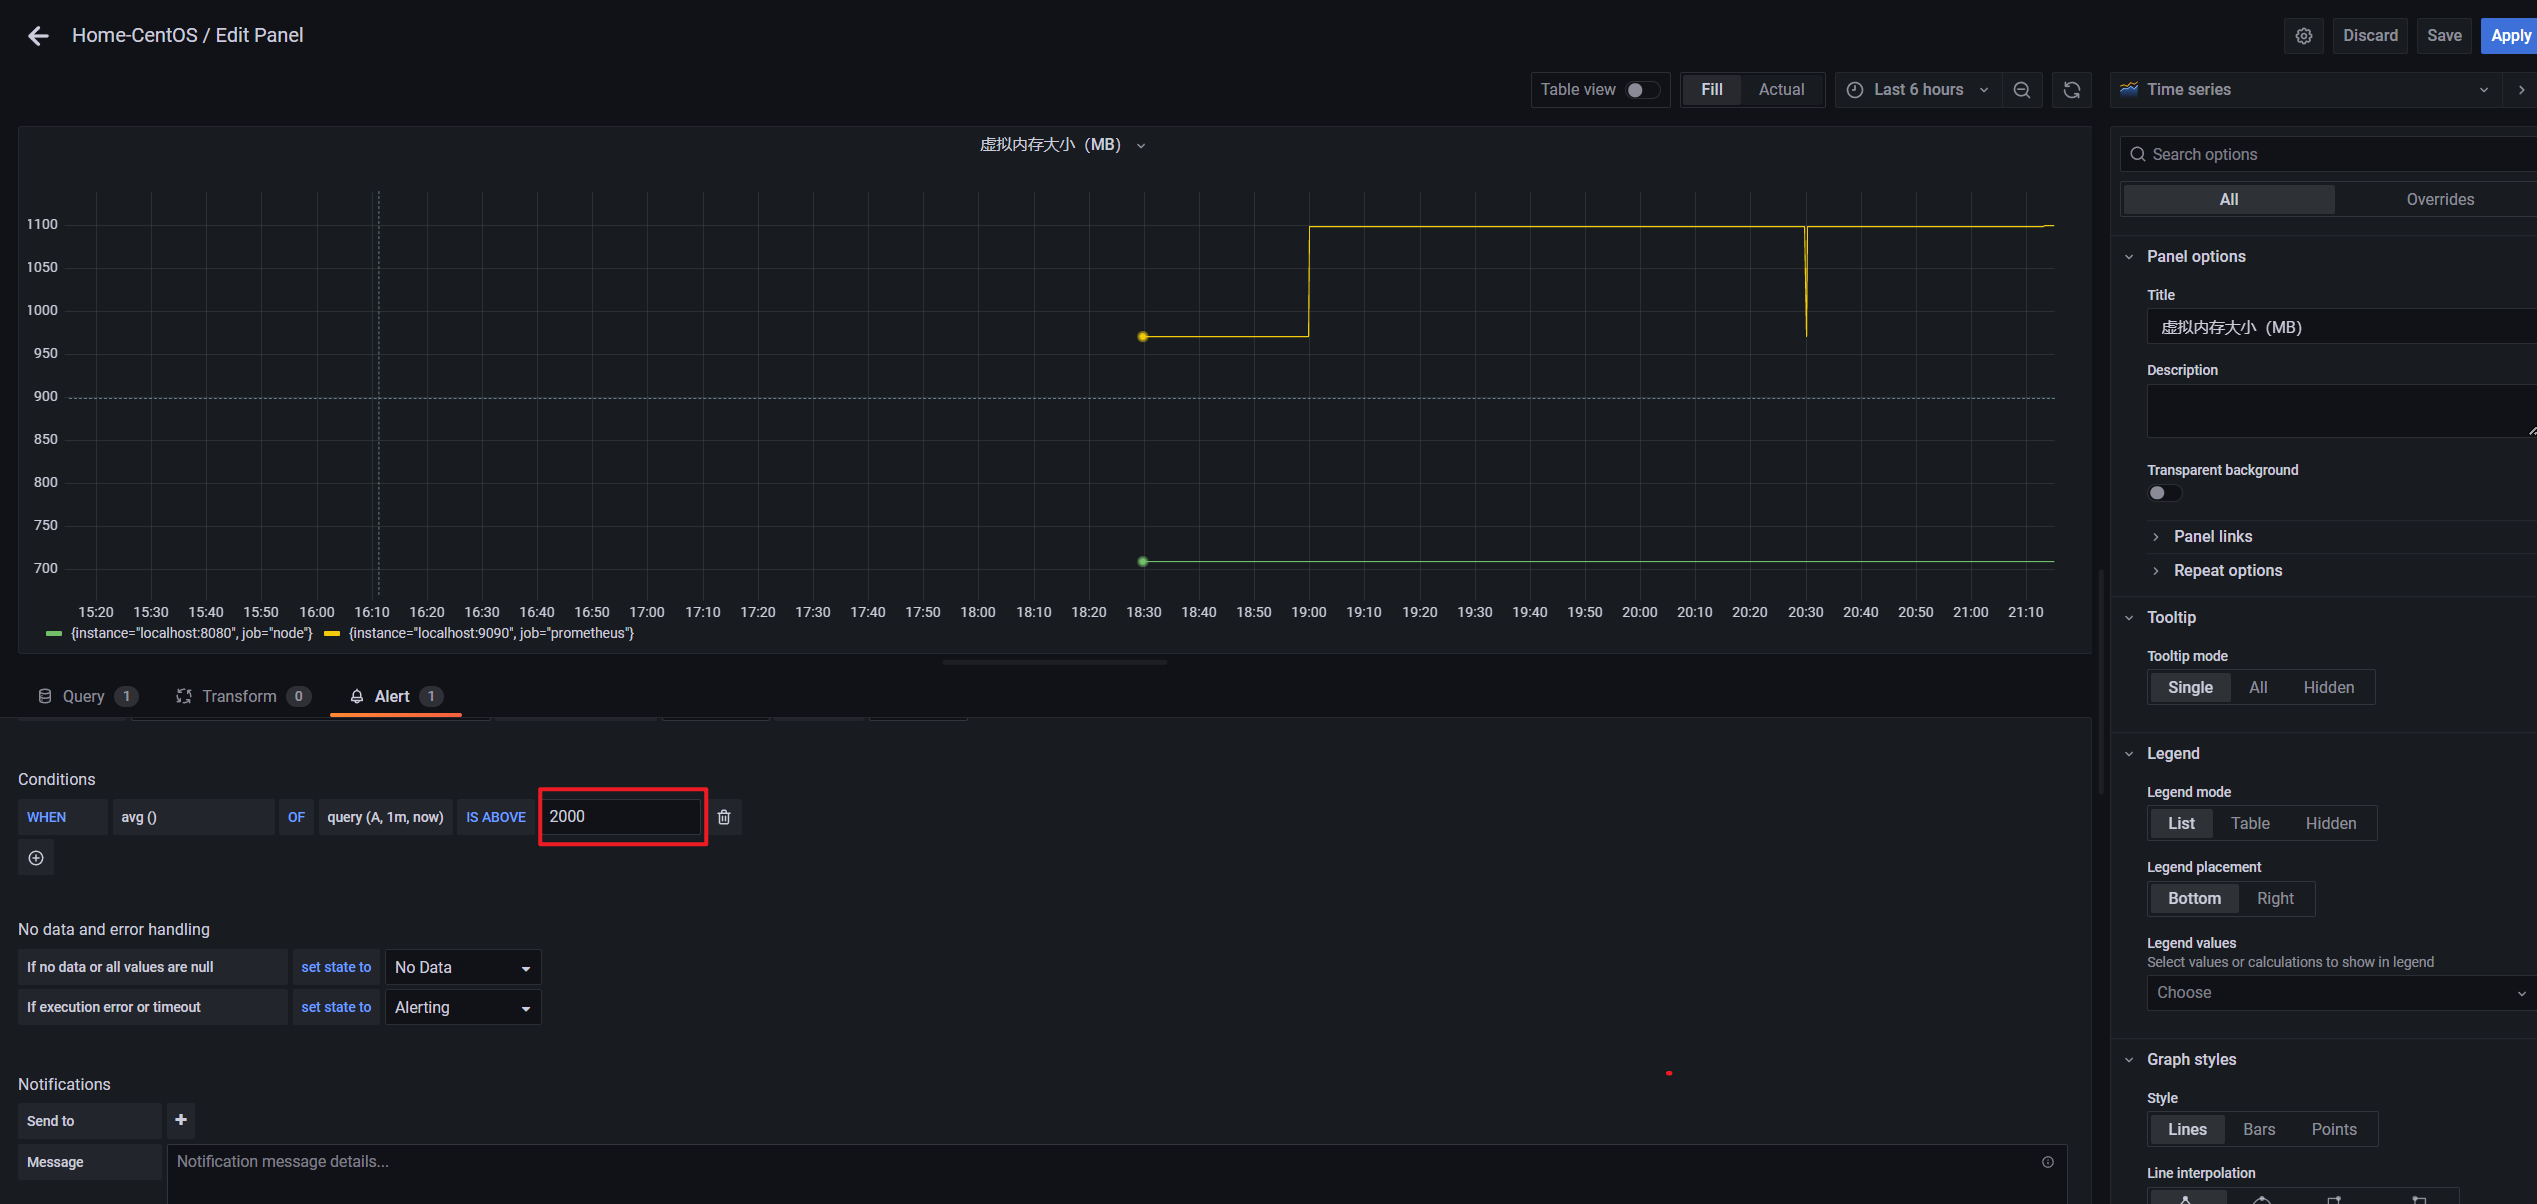 Home-CentOS / Edit Panel
Discard
Save
Apply
Table view
Fill
Actual
Last 6 hours
Time series
虚拟内存大小（MB）
1100
1050
1000
950
900
850
800
750
700
15:20 15:30 15:40 15:50 16:00 16:10 16:20 16:30 16:40 16:50 17:00 17:10 17:20 17:30 17:40 17:50 18:00 18:10 18:20 18:30 18:40 18:50 19:00 19:10 19:20 19:30 19:40 19:50 20:00 20:10 20:20 20:30 20:40 20:50 21:00 21:10
{instance="localhost:8080", job="node"} {instance="localhost:9090", job="prometheus"}
Query 1
Transform 0
Alert 1
Conditions
WHEN avg () OF query (A, 1m, now) IS ABOVE 2000
No data and error handling
If no data or all values are null set state to No Data
If execution error or timeout set state to Alerting
Notifications
Send to
Message Notification message details...
Search options
All
Overrides
Panel options
Title
虚拟内存大小（MB）
Description
Transparent background
Panel links
Repeat options
Tooltip
Tooltip mode
Single All Hidden
Legend
Legend mode
List Table Hidden
Legend placement
Bottom Right
Legend values
Select values or calculations to show in legend
Choose
Graph styles
Style
Lines Bars Points
Line interpolation